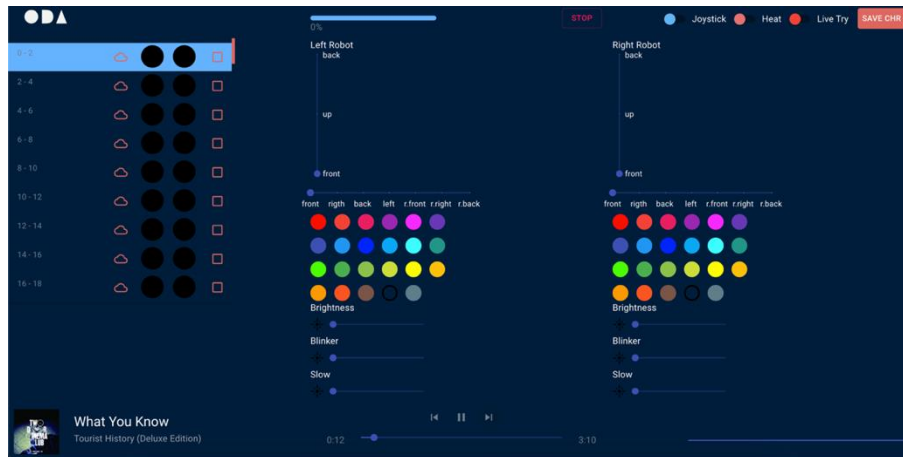 ODA
0%
STOP
Joystick
Heat
Live Try
SAVE CHR
0 - 2
2 - 4
4 - 6
6 - 8
8 - 10
10 - 12
12 - 14
14 - 16
16 - 18
Left Robot
back
up
front
front rigth back left r.front r.right r.back
Brightness
Blinker
Slow
Right Robot
back
up
front
front rigth back left r.front r.right r.back
Brightness
Blinker
Slow
What You Know
Tourist History (Deluxe Edition)
0:12
3:10